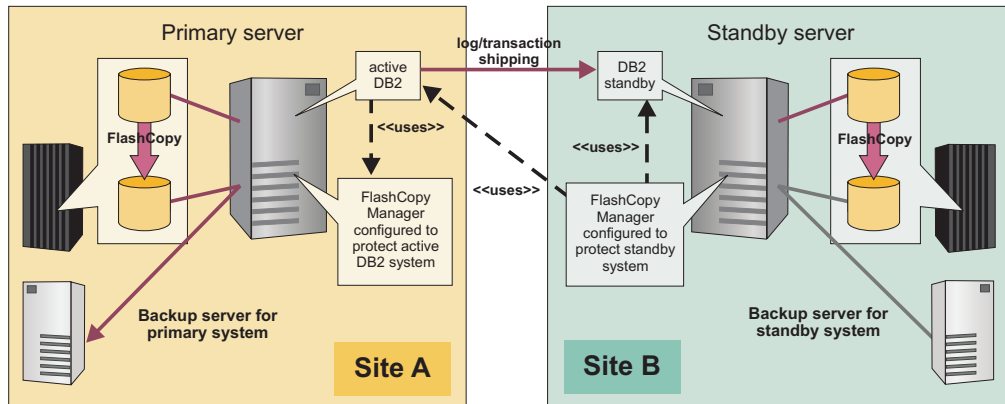 Primary server
Standby server
log/transaction
shipping
active
DB2
DB2
standby
FlashCopy
<<uses>>
<<uses>>
<<uses>>
FlashCopy
FlashCopy
Manager
configured to
protect active
DB2 system
FlashCopy
Manager
configured to
protect standby
system
Backup server for
primary system
Backup server for
standby system
Site A
Site B